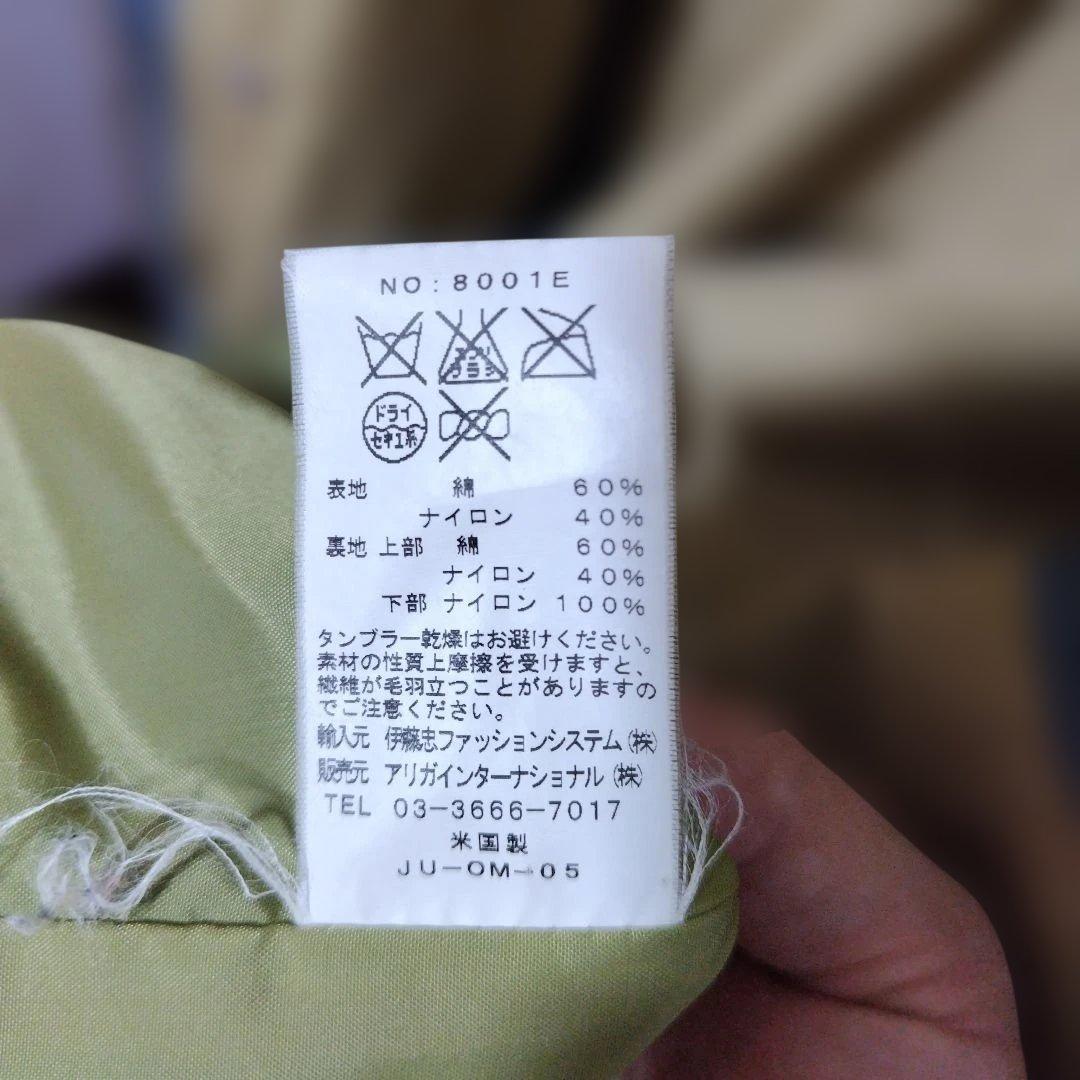 NO:8001E
エンソ
サラシ
ドライ
セキユ系
表地 綿 60%
ナイロン 40%
裏地 上部 綿 60%
ナイロン 40%
下部 ナイロン 100%
タンブラー乾燥はお避けください。
素材の性質上摩擦を受けますと、
繊維が毛羽立つことがありますの
でご注意ください。
輸入元 伊藤忠ファッションシステム(株)
販売元 アリガインターナショナル(株)
TEL 03-3666-7017
米国製
JU-OM-05